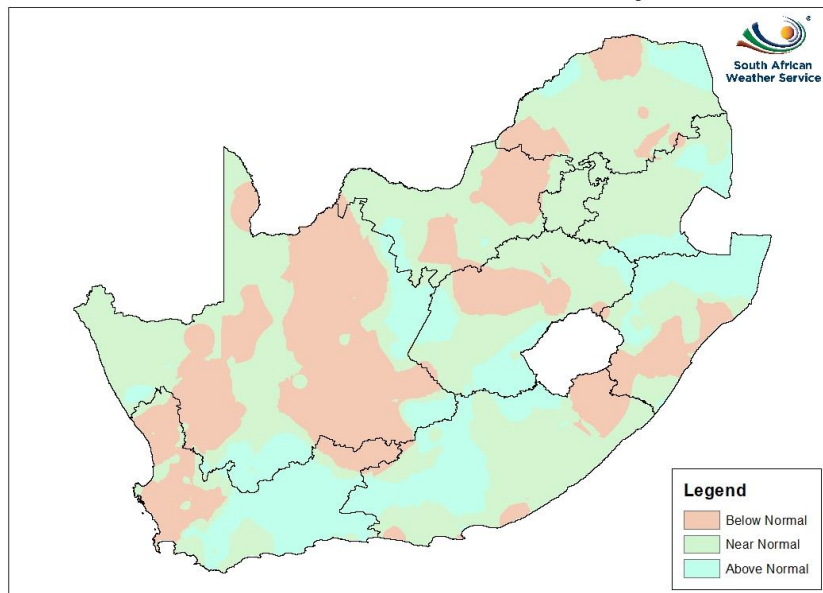 South African
Weather Service
Legend
Below Normal
Near Normal
Above Normal